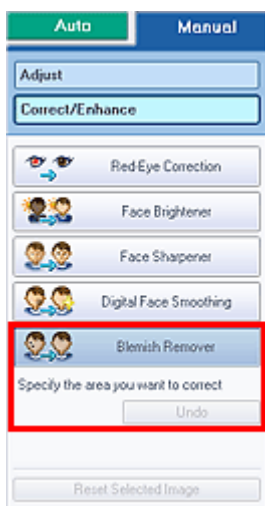 Auto Manual
Adjust
Correct/Enhance
Red-Eye Correction
Face Brightener
Face Sharpener
Digital Face Smoothing
Blemish Remover
Specify the area you want to correct
Undo
Reset Selected Image